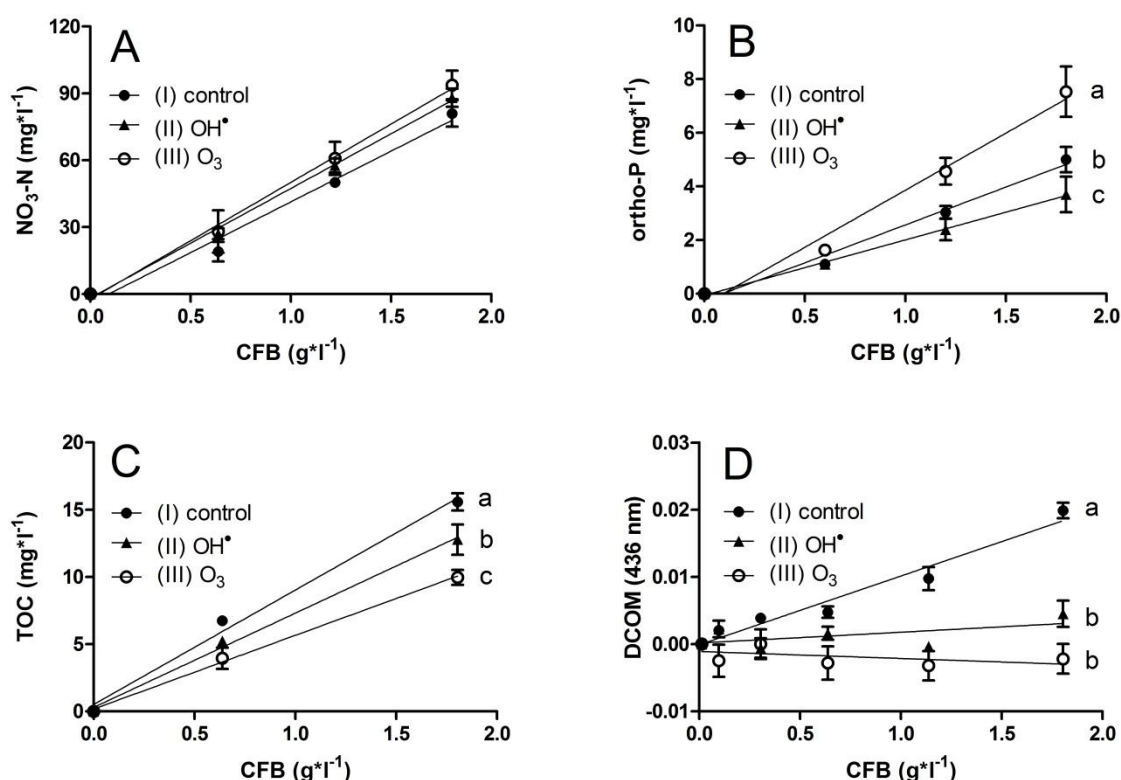 A
(I) control
(II) OH•
(III) O₃
NO₃-N (mg*l⁻¹)
120
90
60
30
0
0.0 0.5 1.0 1.5 2.0
CFB (g*l⁻¹)
B
(I) control
(II) OH•
(III) O₃
ortho-P (mg*l⁻¹)
10
8
6
4
2
0
a
b
c
0.0 0.5 1.0 1.5 2.0
CFB (g*l⁻¹)
C
(I) control
(II) OH•
(III) O₃
TOC (mg*l⁻¹)
20
15
10
5
0
a
b
c
0.0 0.5 1.0 1.5 2.0
CFB (g*l⁻¹)
D
(I) control
(II) OH•
(III) O₃
DCOM (436 nm)
0.03
0.02
0.01
0.00
-0.01
a
b
b
0.0 0.5 1.0 1.5 2.0
CFB (g*l⁻¹)